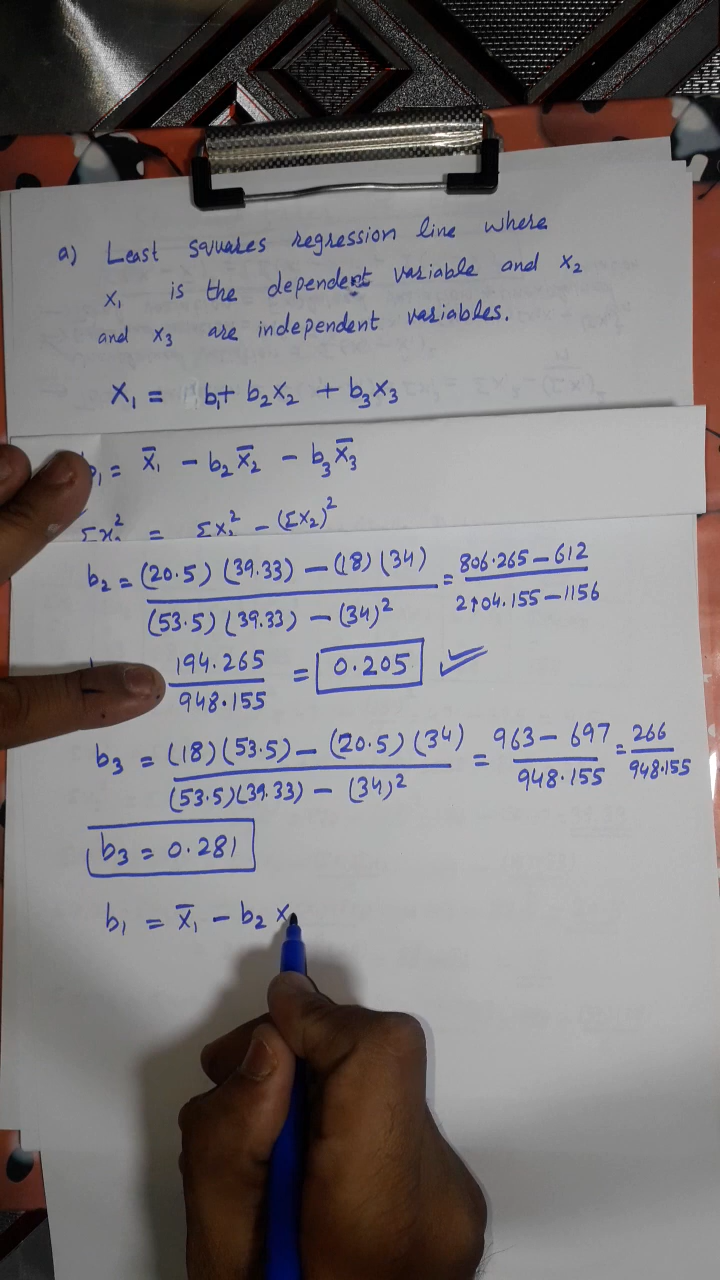 a) Least squares regression line where
x₁ is the dependent variable and x₂
and x₃ are independent variables.
X₁ = b₁+ b₂X₂ + b₃X₃
b₁ = X̄₁ - b₂X̄₂ - b₃X̄₃
= Σx₂² - (Σx₂)²
b₂ = (20.5) (39.33) - (18) (34) / (53.5) (39.33) - (34)² = 806.265 - 612 / 2104.155 - 1156
194.265 / 948.155 = 0.205
b₃ = (18) (53.5) - (20.5) (34) / (53.5) (39.33) - (34)² = 963 - 697 / 948.155 = 266 / 948.155
b₃ = 0.281
b₁ = x̄₁ - b₂ x